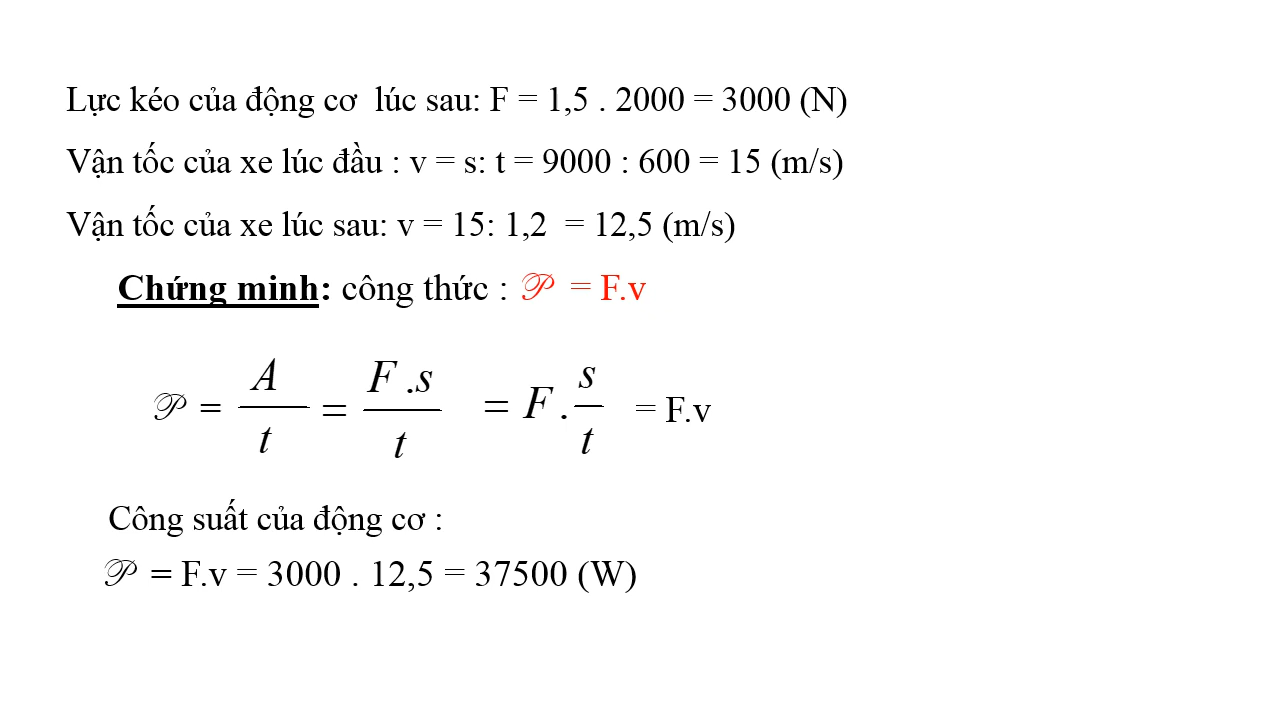 Lực kéo của động cơ lúc sau: F = 1,5 . 2000 = 3000 (N)
Vận tốc của xe lúc đầu : v = s: t = 9000 : 600 = 15 (m/s)
Vận tốc của xe lúc sau: v = 15: 1,2 = 12,5 (m/s)
Chứng minh: công thức : 𝒫 = F.v
𝒫 = A/t = F.s/t = F.s/t = F.v
Công suất của động cơ :
𝒫 = F.v = 3000 . 12,5 = 37500 (W)